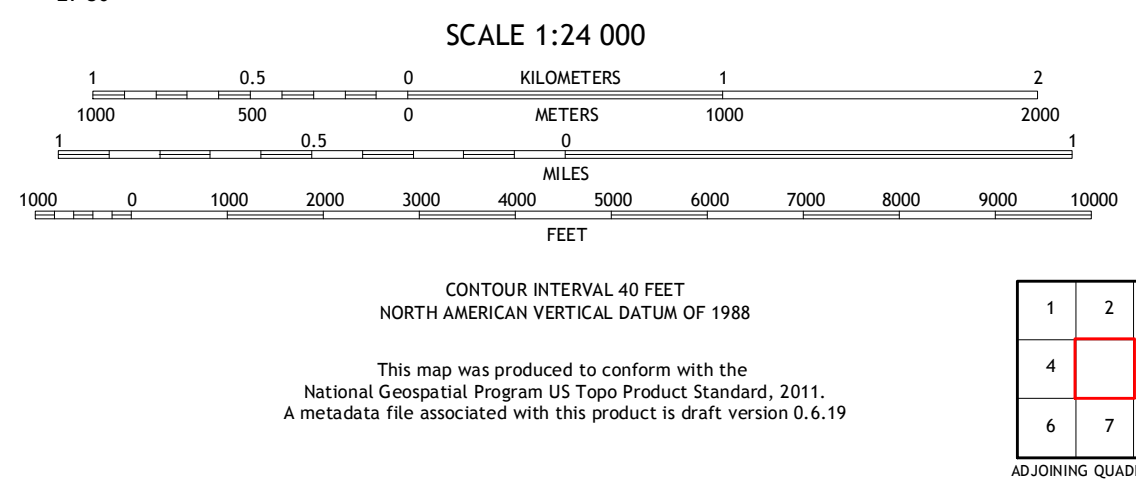 SCALE 1:24 000
1 0.5 0 KILOMETERS 1 2
1000 500 0 METERS 1000 2000
1 0.5 0 1
MILES
1000 0 1000 2000 3000 4000 5000 6000 7000 8000 9000 10000
FEET
CONTOUR INTERVAL 40 FEET
NORTH AMERICAN VERTICAL DATUM OF 1988
This map was produced to conform with the
National Geospatial Program US Topo Product Standard, 2011.
A metadata file associated with this product is draft version 0.6.19
1 2
4
6 7
ADJOINING